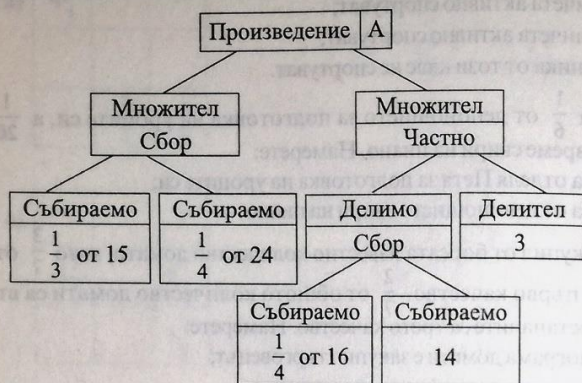 Произведение А
Множител
Сбор
Множител
Частно
Събираемо
1/3 от 15
Събираемо
1/4 от 24
Делимо
Сбор
Делител
3
Събираемо
1/4 от 16
Събираемо
14